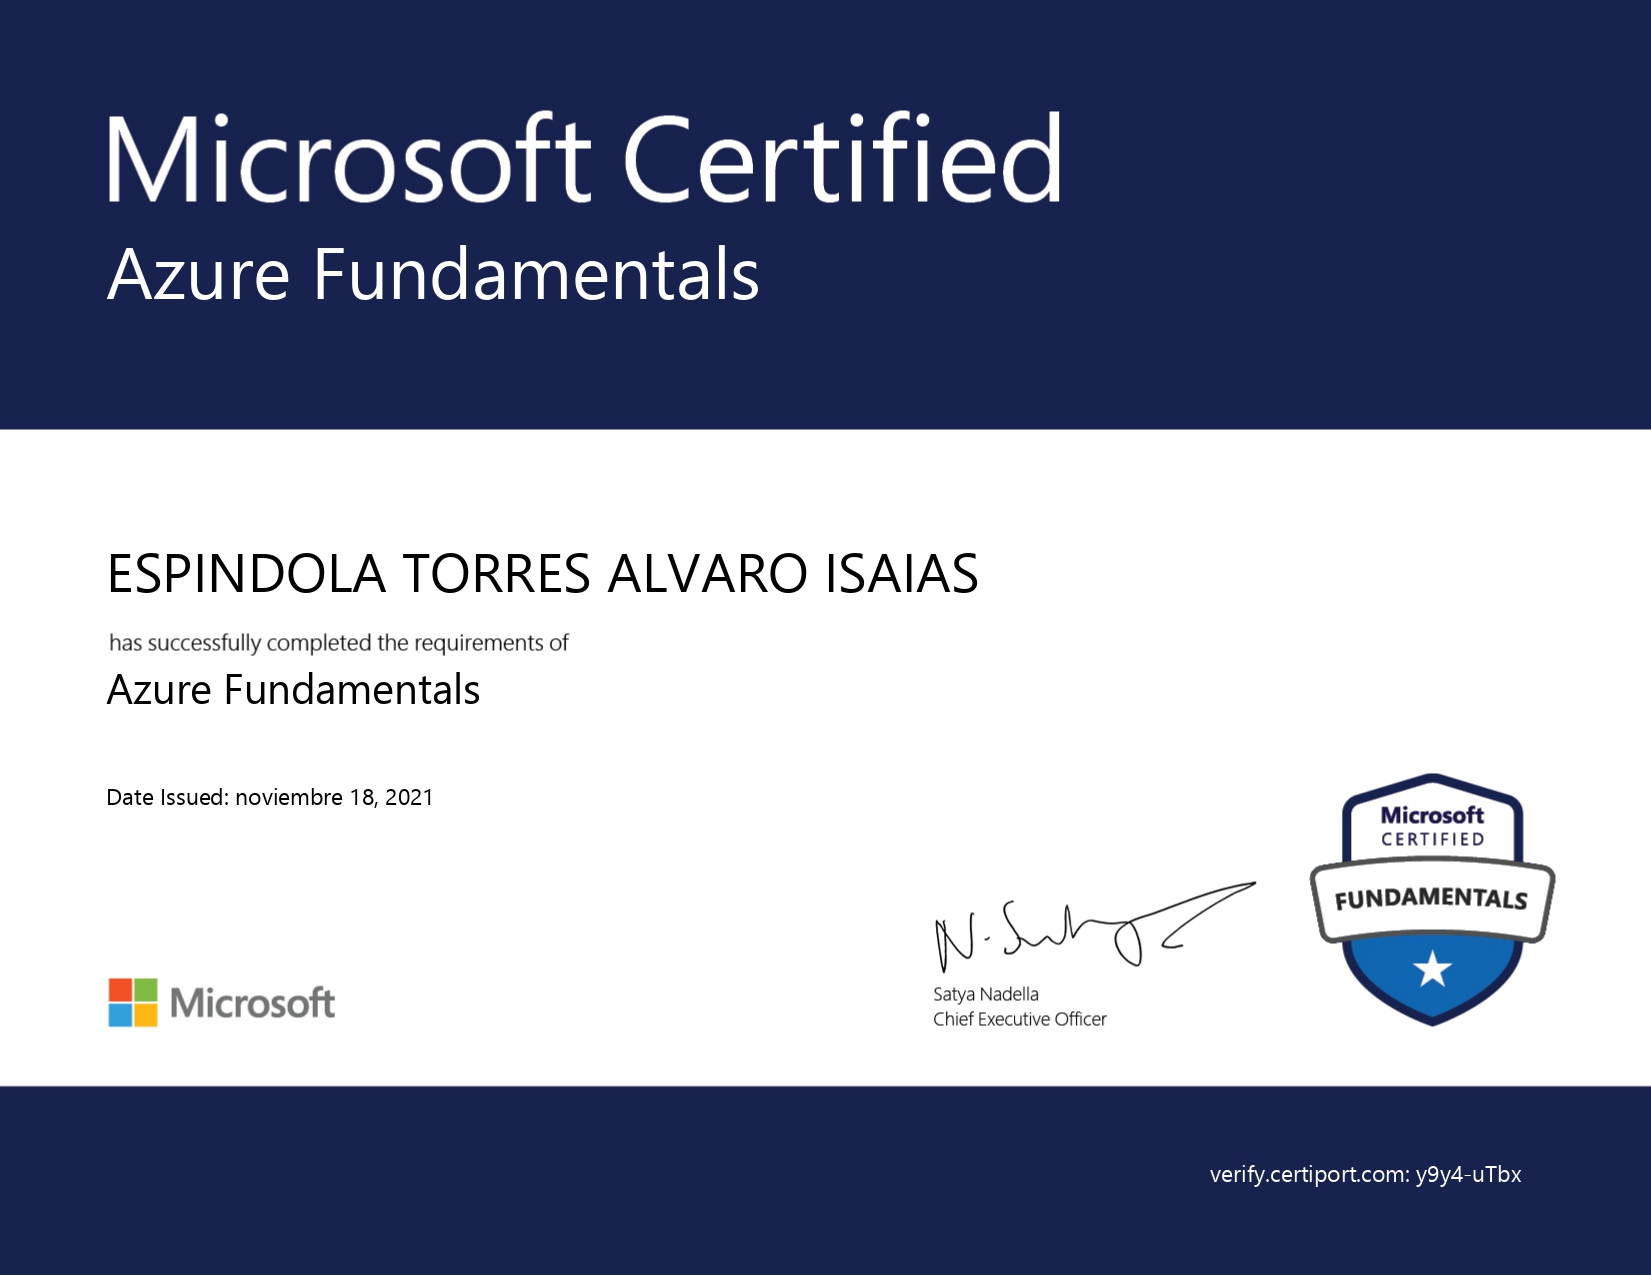 Microsoft Certified
Azure Fundamentals
ESPINDOLA TORRES ALVARO ISAIAS
has successfully completed the requirements of
Azure Fundamentals
Date Issued: noviembre 18, 2021
Microsoft
CERTIFIED
FUNDAMENTALS
Microsoft
Satya Nadella
Chief Executive Officer
verify.certiport.com: y9y4-uTbx